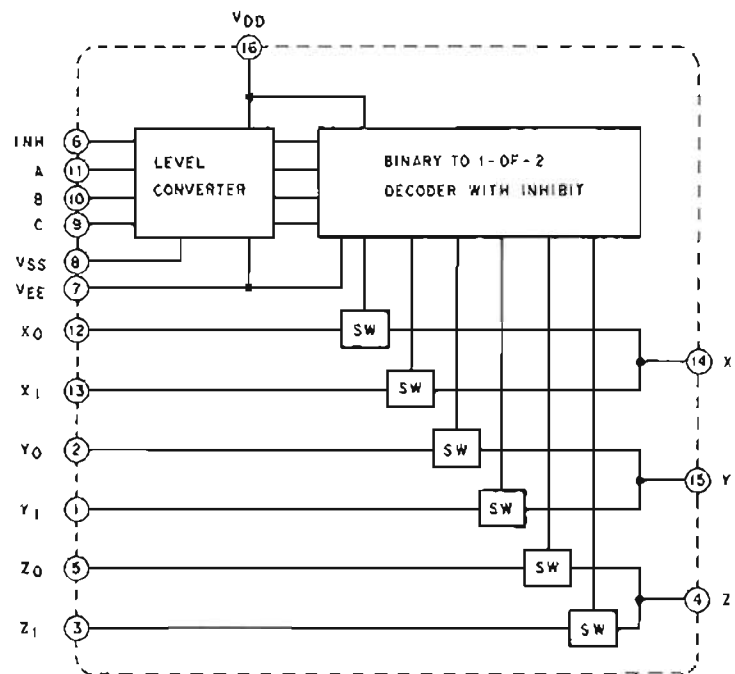 VDD
16
INH 6
A 11
B 10
C 9
VSS 8
VEE 7
LEVEL
CONVERTER
BINARY TO 1-OF-2
DECODER WITH INHIBIT
X0 12
SW
X1 13
SW
14 X
Y0 2
SW
Y1 1
SW
15 Y
Z0 5
SW
Z1 3
SW
4 Z